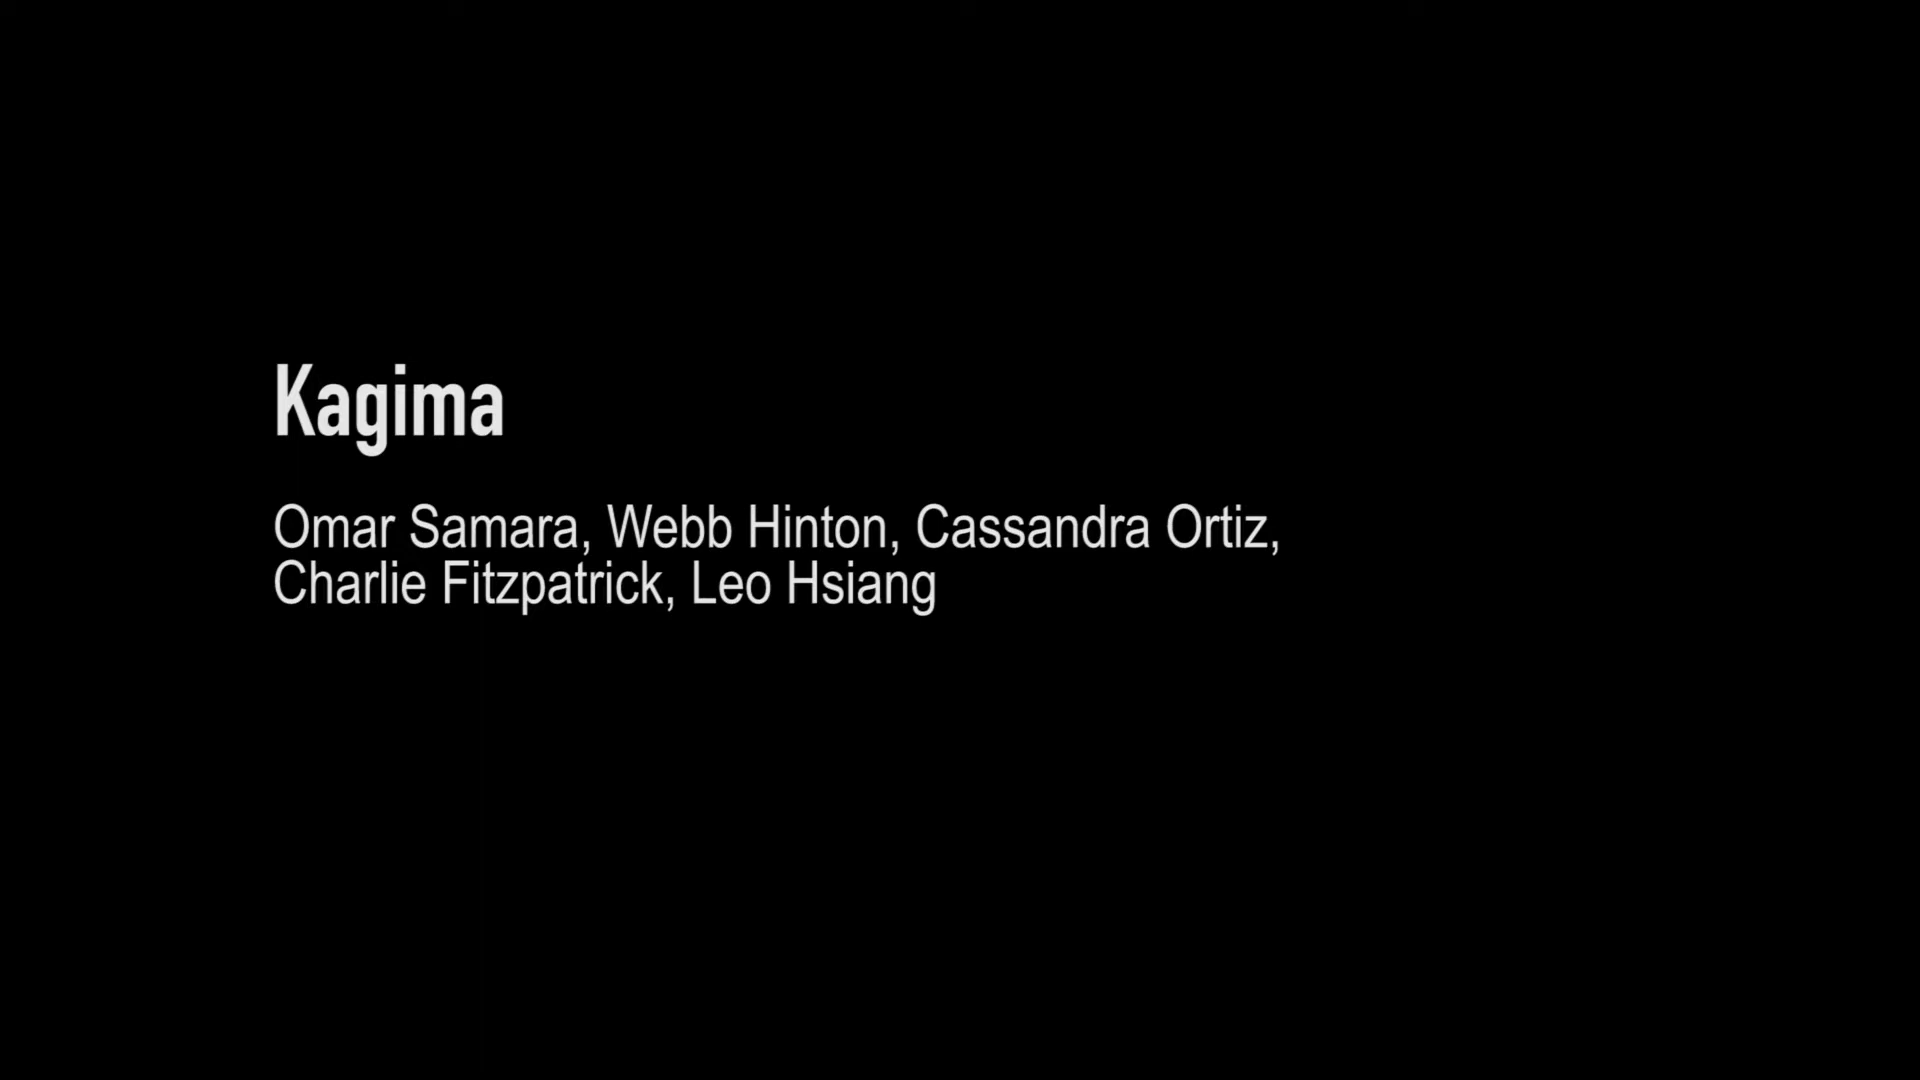 Kagima
Omar Samara, Webb Hinton, Cassandra Ortiz,
Charlie Fitzpatrick, Leo Hsiang